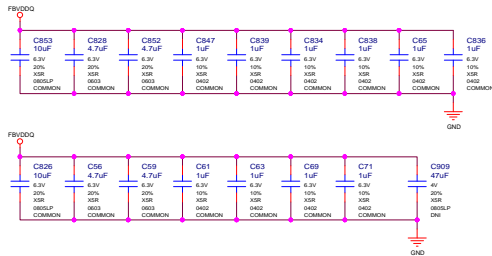 FBVDDQ
C853
10uF
6.3V
20%
X5R
0805LP
COMMON
C828
4.7uF
6.3V
20%
X5R
0603
COMMON
C852
4.7uF
6.3V
20%
X5R
0603
COMMON
C847
1uF
6.3V
10%
X5R
0402
COMMON
C839
1uF
6.3V
10%
X5R
0402
COMMON
C834
1uF
6.3V
10%
X5R
0402
COMMON
C838
1uF
6.3V
10%
X5R
0402
COMMON
C65
1uF
6.3V
10%
X5R
0402
COMMON
C836
1uF
6.3V
10%
X5R
0402
COMMON
GND
FBVDDQ
C826
10uF
6.3V
20%
X5R
0805LP
COMMON
C56
4.7uF
6.3V
20%
X5R
0603
COMMON
C59
4.7uF
6.3V
20%
X5R
0603
COMMON
C61
1uF
6.3V
10%
X5R
0402
COMMON
C63
1uF
6.3V
10%
X5R
0402
COMMON
C69
1uF
6.3V
10%
X5R
0402
COMMON
C71
1uF
6.3V
10%
X5R
0402
COMMON
C909
47uF
4V
20%
X5R
0805LP
DNI
GND